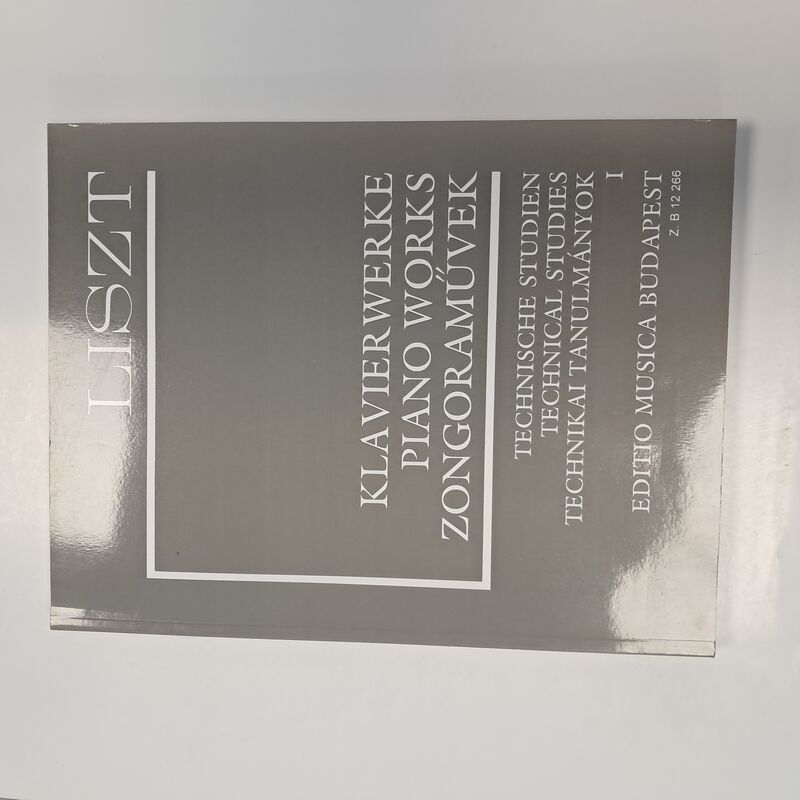 LISZT
KLAVIERWERKE
PIANO WORKS
ZONGORAMŰVEK
TECHNISCHE STUDIEN
TECHNICAL STUDIES
TECHNIKAI TANULMÁNYOK
I
EDITIO MUSICA BUDAPEST
Z. B 12 266